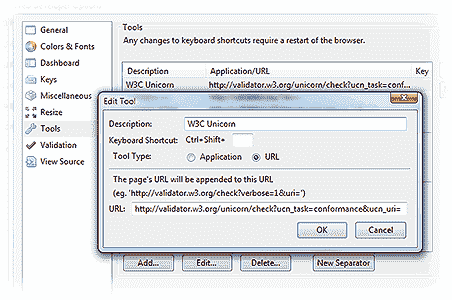 General
Colors & Fonts
Dashboard
Keys
Miscellaneous
Resize
Tools
Validation
View Source
Tools
Any changes to keyboard shortcuts require a restart of the browser.
Description Application/URL Key
W3C Unicorn http://validator.w3.org/unicorn/check?ucn_task=conf...
Edit Tool
Description: W3C Unicorn
Keyboard Shortcut: Ctrl+Shift+
Tool Type: Application URL
The page's URL will be appended to this URL
(eg. 'http://validator.w3.org/check?verbose=1&uri=')
URL: http://validator.w3.org/unicorn/check?ucn_task=conformance&ucn_uri=
OK Cancel
Add... Edit... Delete... New Separator